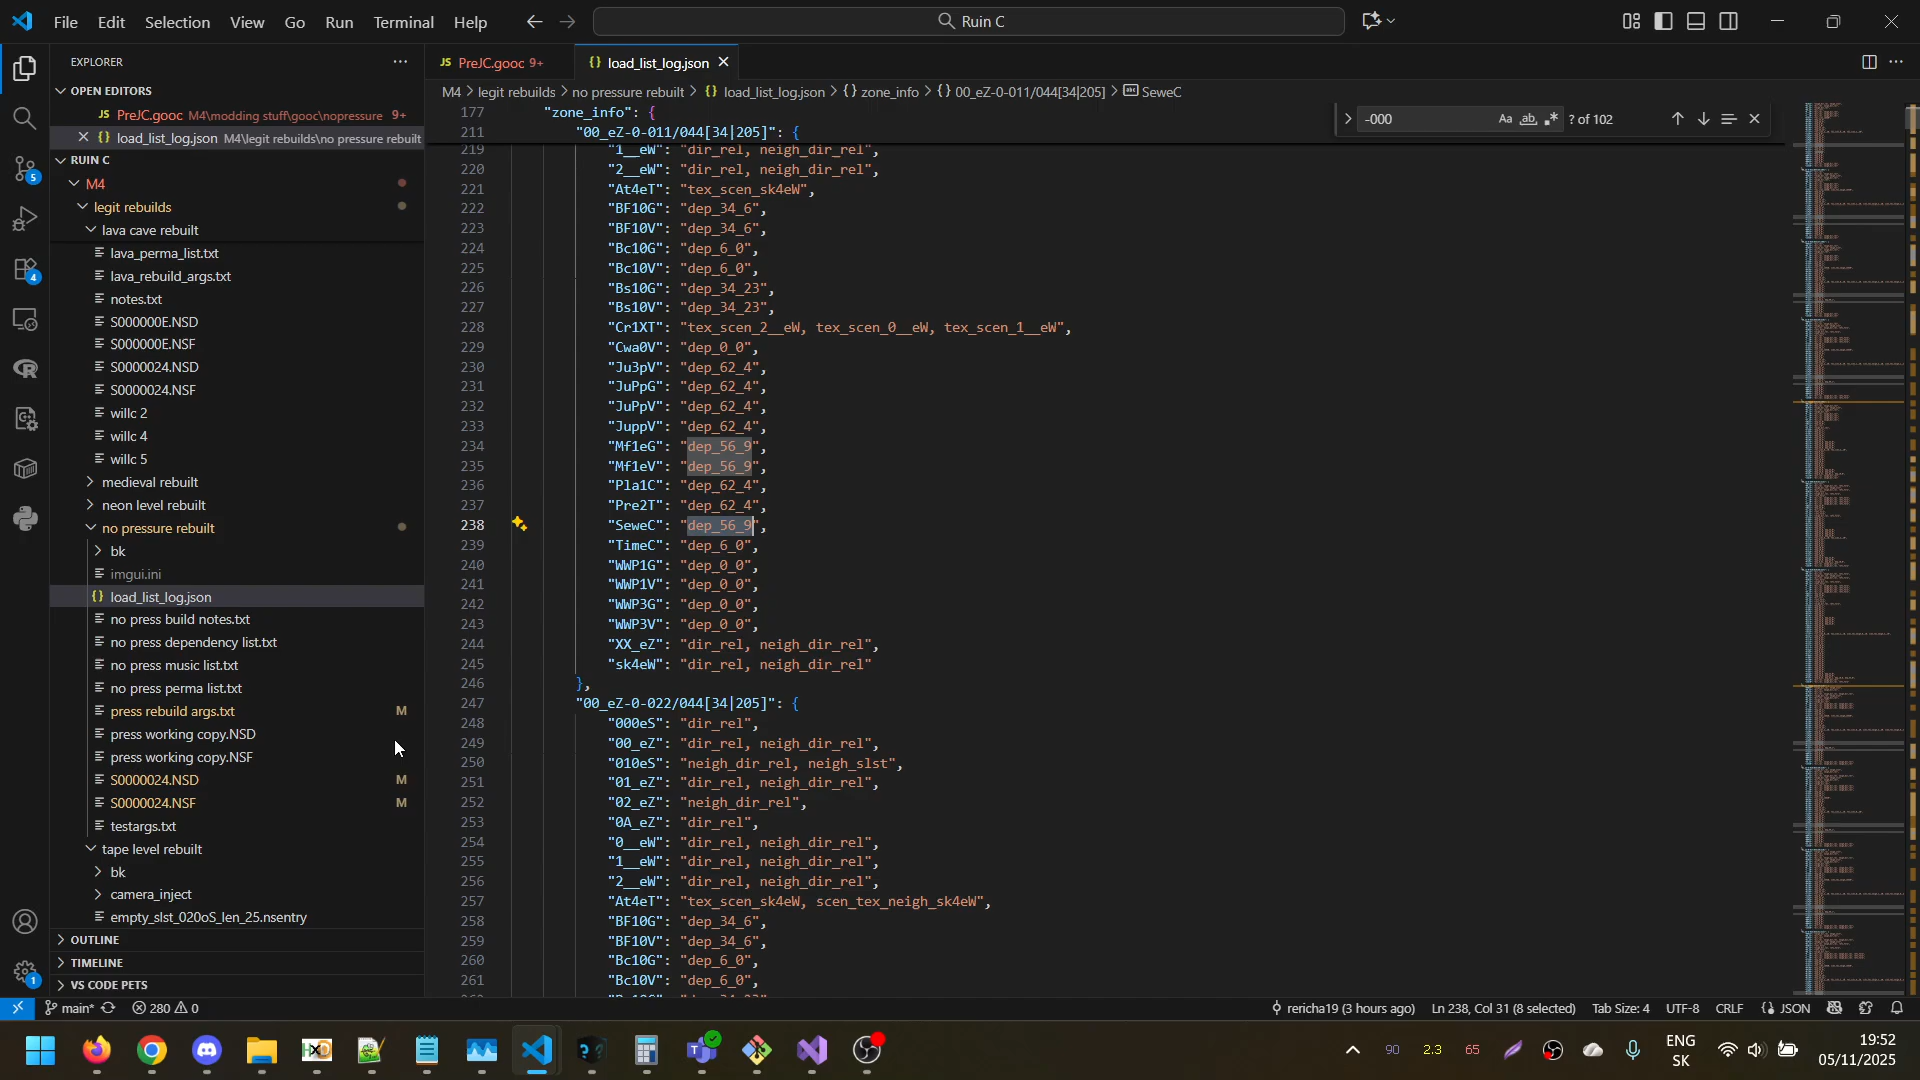 File Edit Selection View Go Run Terminal Help
Ruin C
EXPLORER
OPEN EDITORS
JS PreJC.gooc M4\modding stuff\gooc\nopressure 9+
{} load_list_log.json M4\legit rebuilds\no pressure rebuilt
RUIN C
M4
legit rebuilds
lava cave rebuilt
lava_perma_list.txt
lava_rebuild_args.txt
notes.txt
S000000E.NSD
S000000E.NSF
S0000024.NSD
S0000024.NSF
willc 2
willc 4
willc 5
medieval rebuilt
neon level rebuilt
no pressure rebuilt
bk
imgui.ini
{} load_list_log.json
no press build notes.txt
no press dependency list.txt
no press music list.txt
no press perma list.txt
press rebuild args.txt M
press working copy.NSD
press working copy.NSF
S0000024.NSD M
S0000024.NSF M
testargs.txt
tape level rebuilt
bk
camera_inject
empty_slst_020oS_len_25.nsentry
OUTLINE
TIMELINE
VS CODE PETS
5
4
1
JS PreJC.gooc 9+
{} load_list_log.json
M4 > legit rebuilds > no pressure rebuilt > {} load_list_log.json > {} zone_info > {} 00_eZ-0-011/044[34|205] > SeweC
-000 Aa ab ? of 102
177 "zone_info": {
211 "00_eZ-0-011/044[34|205]": {
219 "1__eW": "dir_rel, neigh_dir_rel",
220 "2__eW": "dir_rel, neigh_dir_rel",
221 "At4eT": "tex_scen_sk4eW",
222 "BF10G": "dep_34_6",
223 "BF10V": "dep_34_6",
224 "Bc10G": "dep_6_0",
225 "Bc10V": "dep_6_0",
226 "Bs10G": "dep_34_23",
227 "Bs10V": "dep_34_23",
228 "Cr1XT": "tex_scen_2__eW, tex_scen_0__eW, tex_scen_1__eW",
229 "Cwa0V": "dep_0_0",
230 "Ju3pV": "dep_62_4",
231 "JuPpG": "dep_62_4",
232 "JuPpV": "dep_62_4",
233 "JuppV": "dep_62_4",
234 "Mf1eG": "dep_56_9",
235 "Mf1eV": "dep_56_9",
236 "Pla1C": "dep_62_4",
237 "Pre2T": "dep_62_4",
238 "SeweC": "dep_56_9",
239 "TimeC": "dep_6_0",
240 "WWP1G": "dep_0_0",
241 "WWP1V": "dep_0_0",
242 "WWP3G": "dep_0_0",
243 "WWP3V": "dep_0_0",
244 "XX_eZ": "dir_rel, neigh_dir_rel",
245 "sk4eW": "dir_rel, neigh_dir_rel"
246 },
247 "00_eZ-0-022/044[34|205]": {
248 "000eS": "dir_rel",
249 "00_eZ": "dir_rel, neigh_dir_rel",
250 "010eS": "neigh_dir_rel, neigh_slst",
251 "01_eZ": "dir_rel, neigh_dir_rel",
252 "02_eZ": "neigh_dir_rel",
253 "0A_eZ": "dir_rel",
254 "0__eW": "dir_rel, neigh_dir_rel",
255 "1__eW": "dir_rel, neigh_dir_rel",
256 "2__eW": "dir_rel, neigh_dir_rel",
257 "At4eT": "tex_scen_sk4eW, scen_tex_neigh_sk4eW",
258 "BF10G": "dep_34_6",
259 "BF10V": "dep_34_6",
260 "Bc10G": "dep_6_0",
261 "Bc10V": "dep_6_0",
main* 280 0
rericha19 (3 hours ago) Ln 238, Col 31 (8 selected) Tab Size: 4 UTF-8 CRLF {} JSON
HxD
90 2.3 65
ENG
SK
19:52
05/11/2025